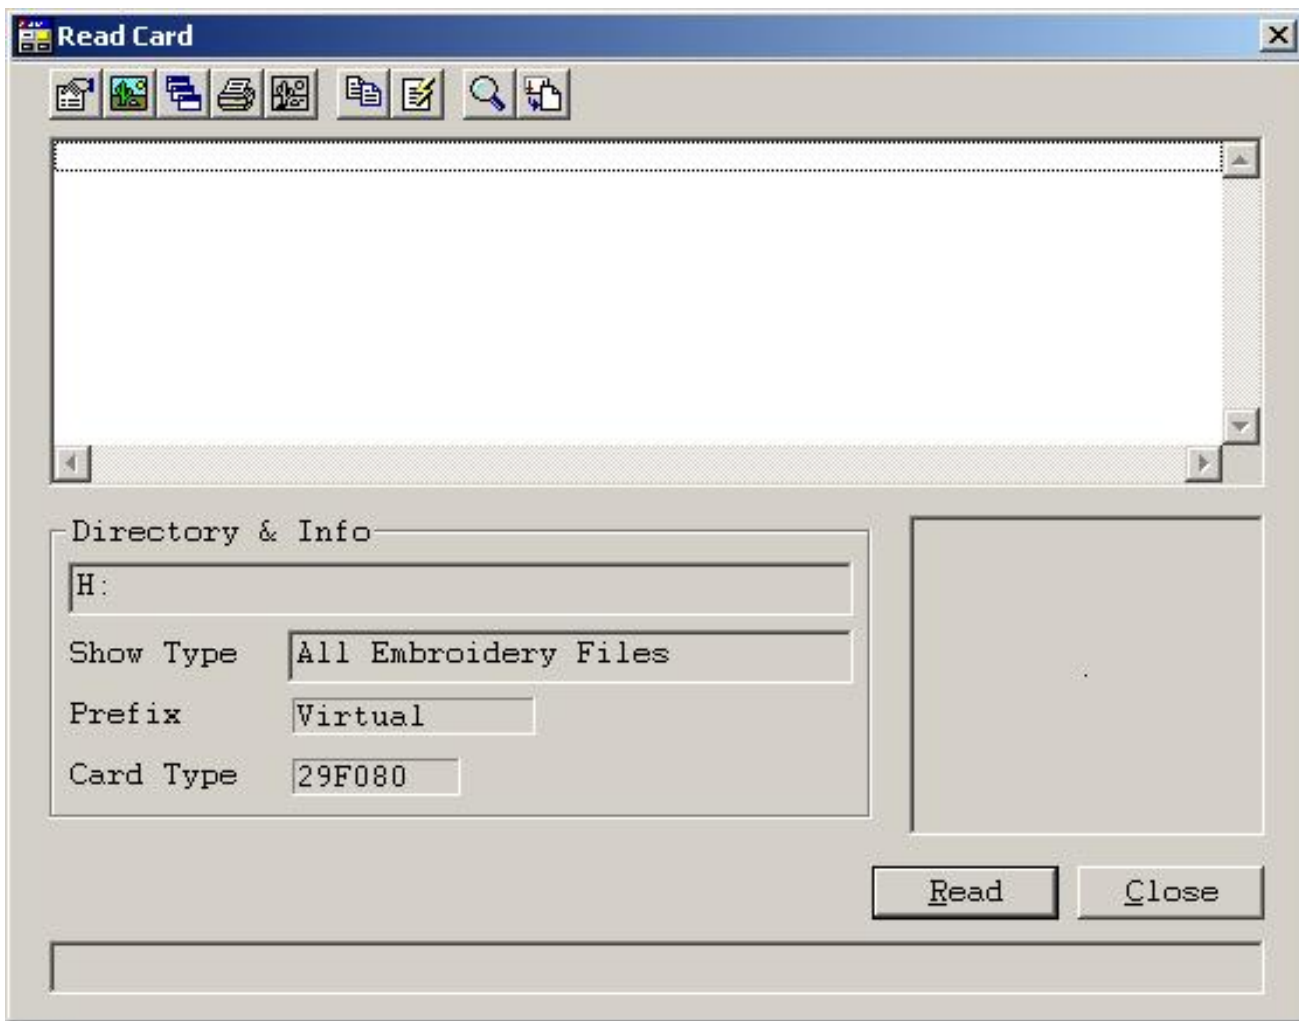 Read Card
Directory & Info
H:
Show Type All Embroidery Files
Prefix Virtual
Card Type 29F080
Read Close